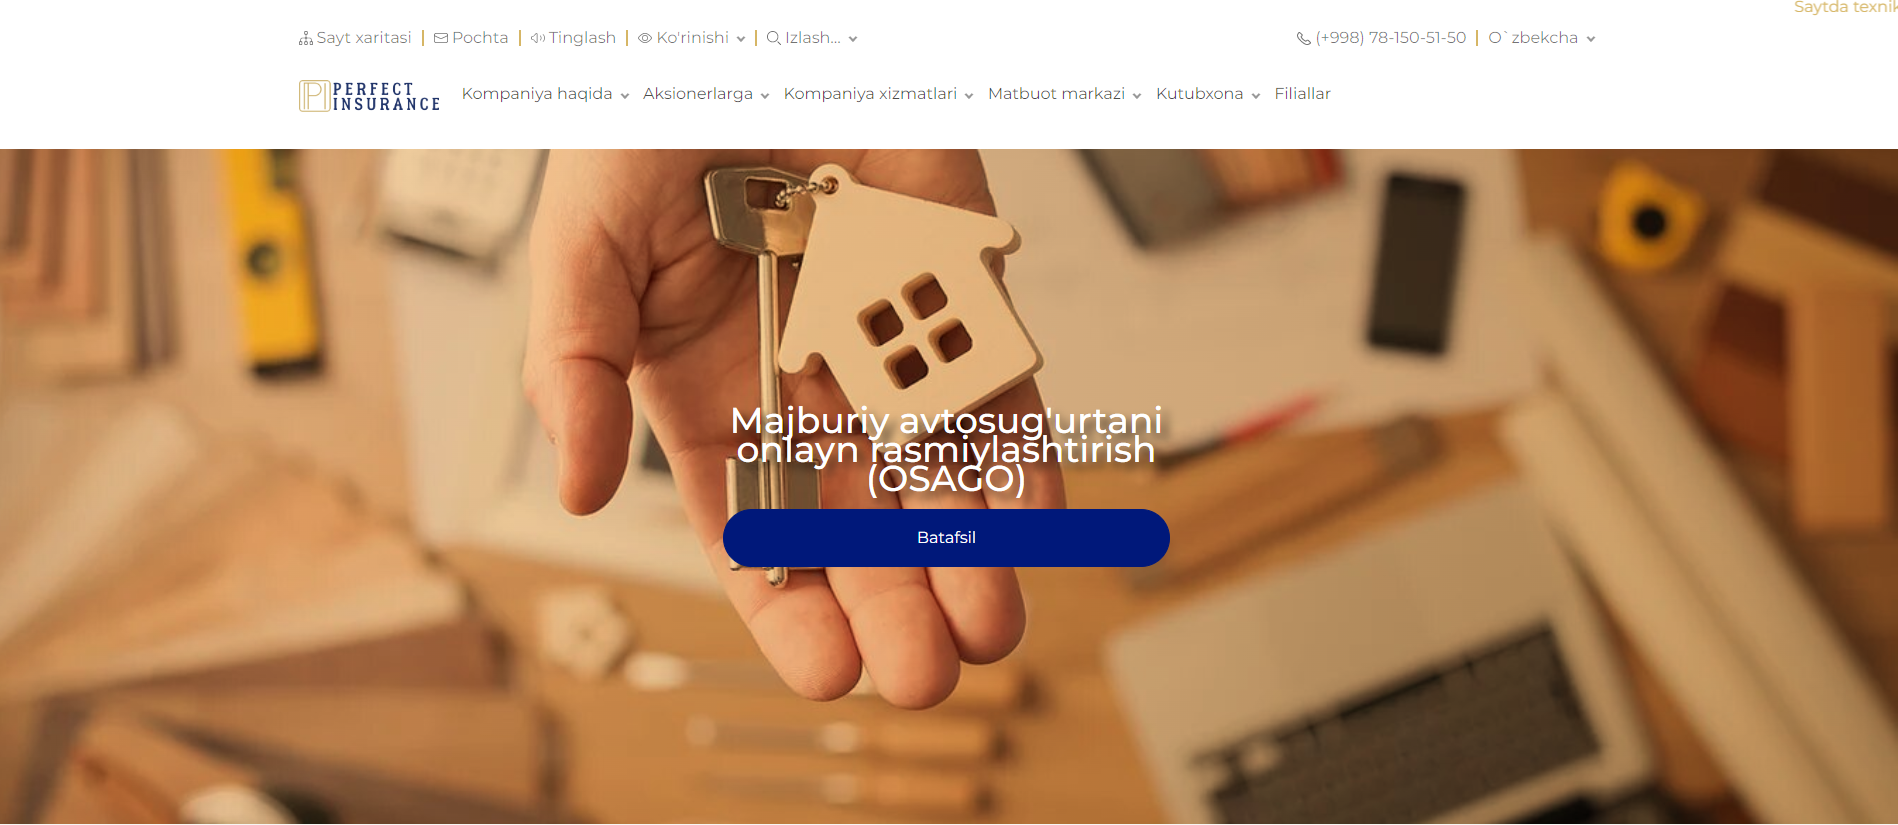 Saytda texnik
Sayt xaritasi
Pochta
Tinglash
Ko'rinishi
Izlash...
(+998) 78-150-51-50
O`zbekcha
PERFECT
INSURANCE
Kompaniya haqida
Aksionerlarga
Kompaniya xizmatlari
Matbuot markazi
Kutubxona
Filiallar
Majburiy avtosug'urtani
onlayn rasmiylashtirish
(OSAGO)
Batafsil